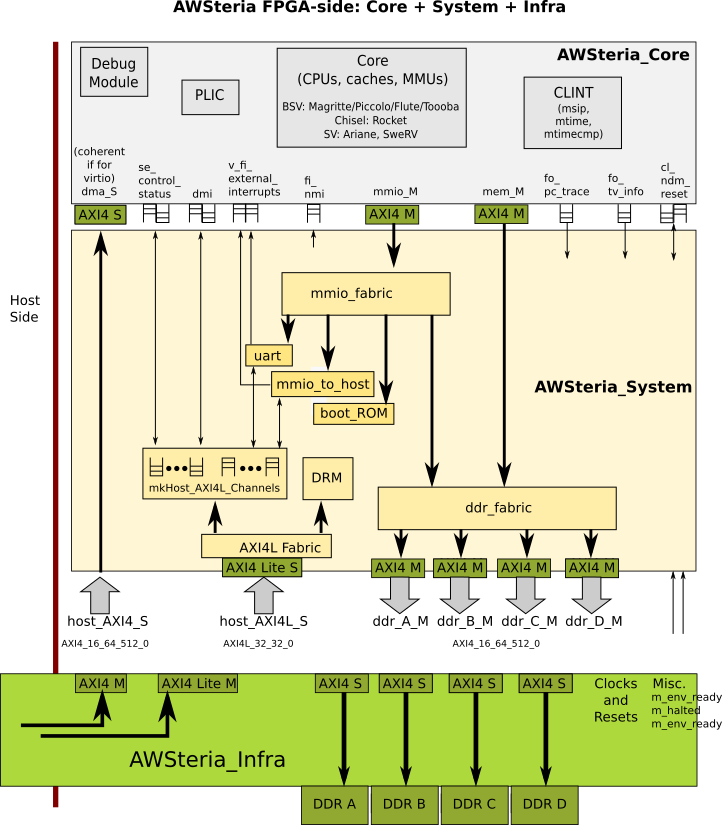 AWSteria FPGA-side: Core + System + Infra
AWSteria_Core
Debug
Module
PLIC
Core
(CPUs, caches, MMUs)
BSV: Magritte/Piccolo/Flute/Toooba
Chisel: Rocket
SV: Ariane, SweRV
CLINT
(msip,
mtime,
mtimecmp)
(coherent
if for
virtio)
dma_S
se_
control_
status
dmi
v_fi_
external_
interrupts
fi_
nmi
mmio_M
mem_M
fo_
pc_trace
fo_
tv_info
cl_
ndm_
reset
AXI4 S
AXI4 M
AXI4 M
Host
Side
mmio_fabric
uart
mmio_to_host
boot_ROM
AWSteria_System
mkHost_AXI4L_Channels
DRM
ddr_fabric
AXI4L Fabric
AXI4 Lite S
AXI4 M
AXI4 M
AXI4 M
AXI4 M
host_AXI4_S
host_AXI4L_S
ddr_A_M
ddr_B_M
ddr_C_M
ddr_D_M
AXI4_16_64_512_0
AXI4L_32_32_0
AXI4_16_64_512_0
AXI4 M
AXI4 Lite M
AXI4 S
AXI4 S
AXI4 S
AXI4 S
Clocks
and
Resets
Misc.
m_env_ready
m_halted
m_env_ready
AWSteria_Infra
DDR A
DDR B
DDR C
DDR D